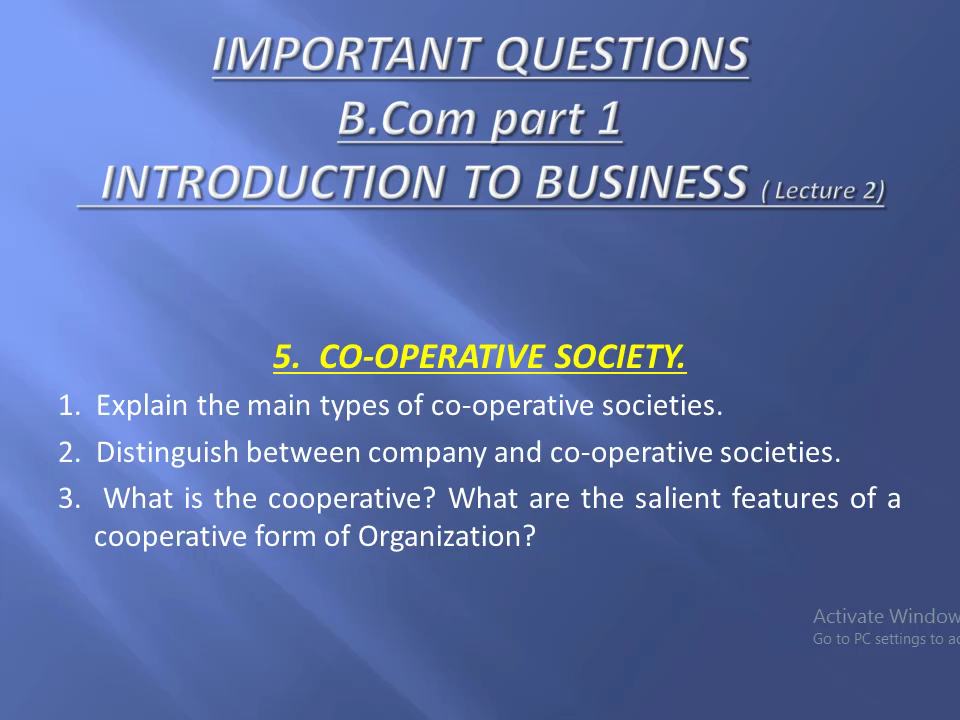 IMPORTANT QUESTIONS
B.Com part 1
INTRODUCTION TO BUSINESS ( Lecture 2)
5. CO-OPERATIVE SOCIETY.
1. Explain the main types of co-operative societies.
2. Distinguish between company and co-operative societies.
3. What is the cooperative? What are the salient features of a
cooperative form of Organization?
Activate Window
Go to PC settings to ac